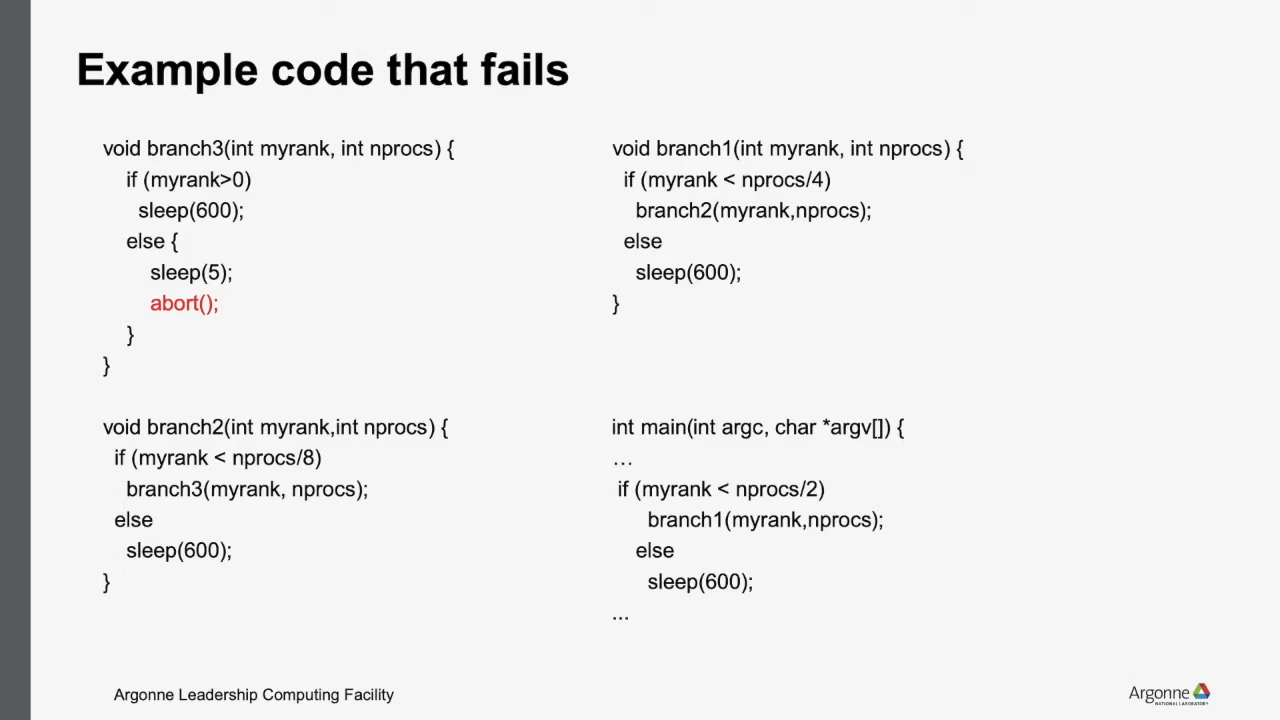 Example code that fails
void branch3(int myrank, int nprocs) {
if (myrank>0)
sleep(600);
else {
sleep(5);
abort();
}
}
void branch2(int myrank,int nprocs) {
if (myrank < nprocs/8)
branch3(myrank, nprocs);
else
sleep(600);
}
void branch1(int myrank, int nprocs) {
if (myrank < nprocs/4)
branch2(myrank,nprocs);
else
sleep(600);
}
int main(int argc, char *argv[]) {
…
if (myrank < nprocs/2)
branch1(myrank,nprocs);
else
sleep(600);
...
Argonne Leadership Computing Facility
Argonne
NATIONAL LABORATORY